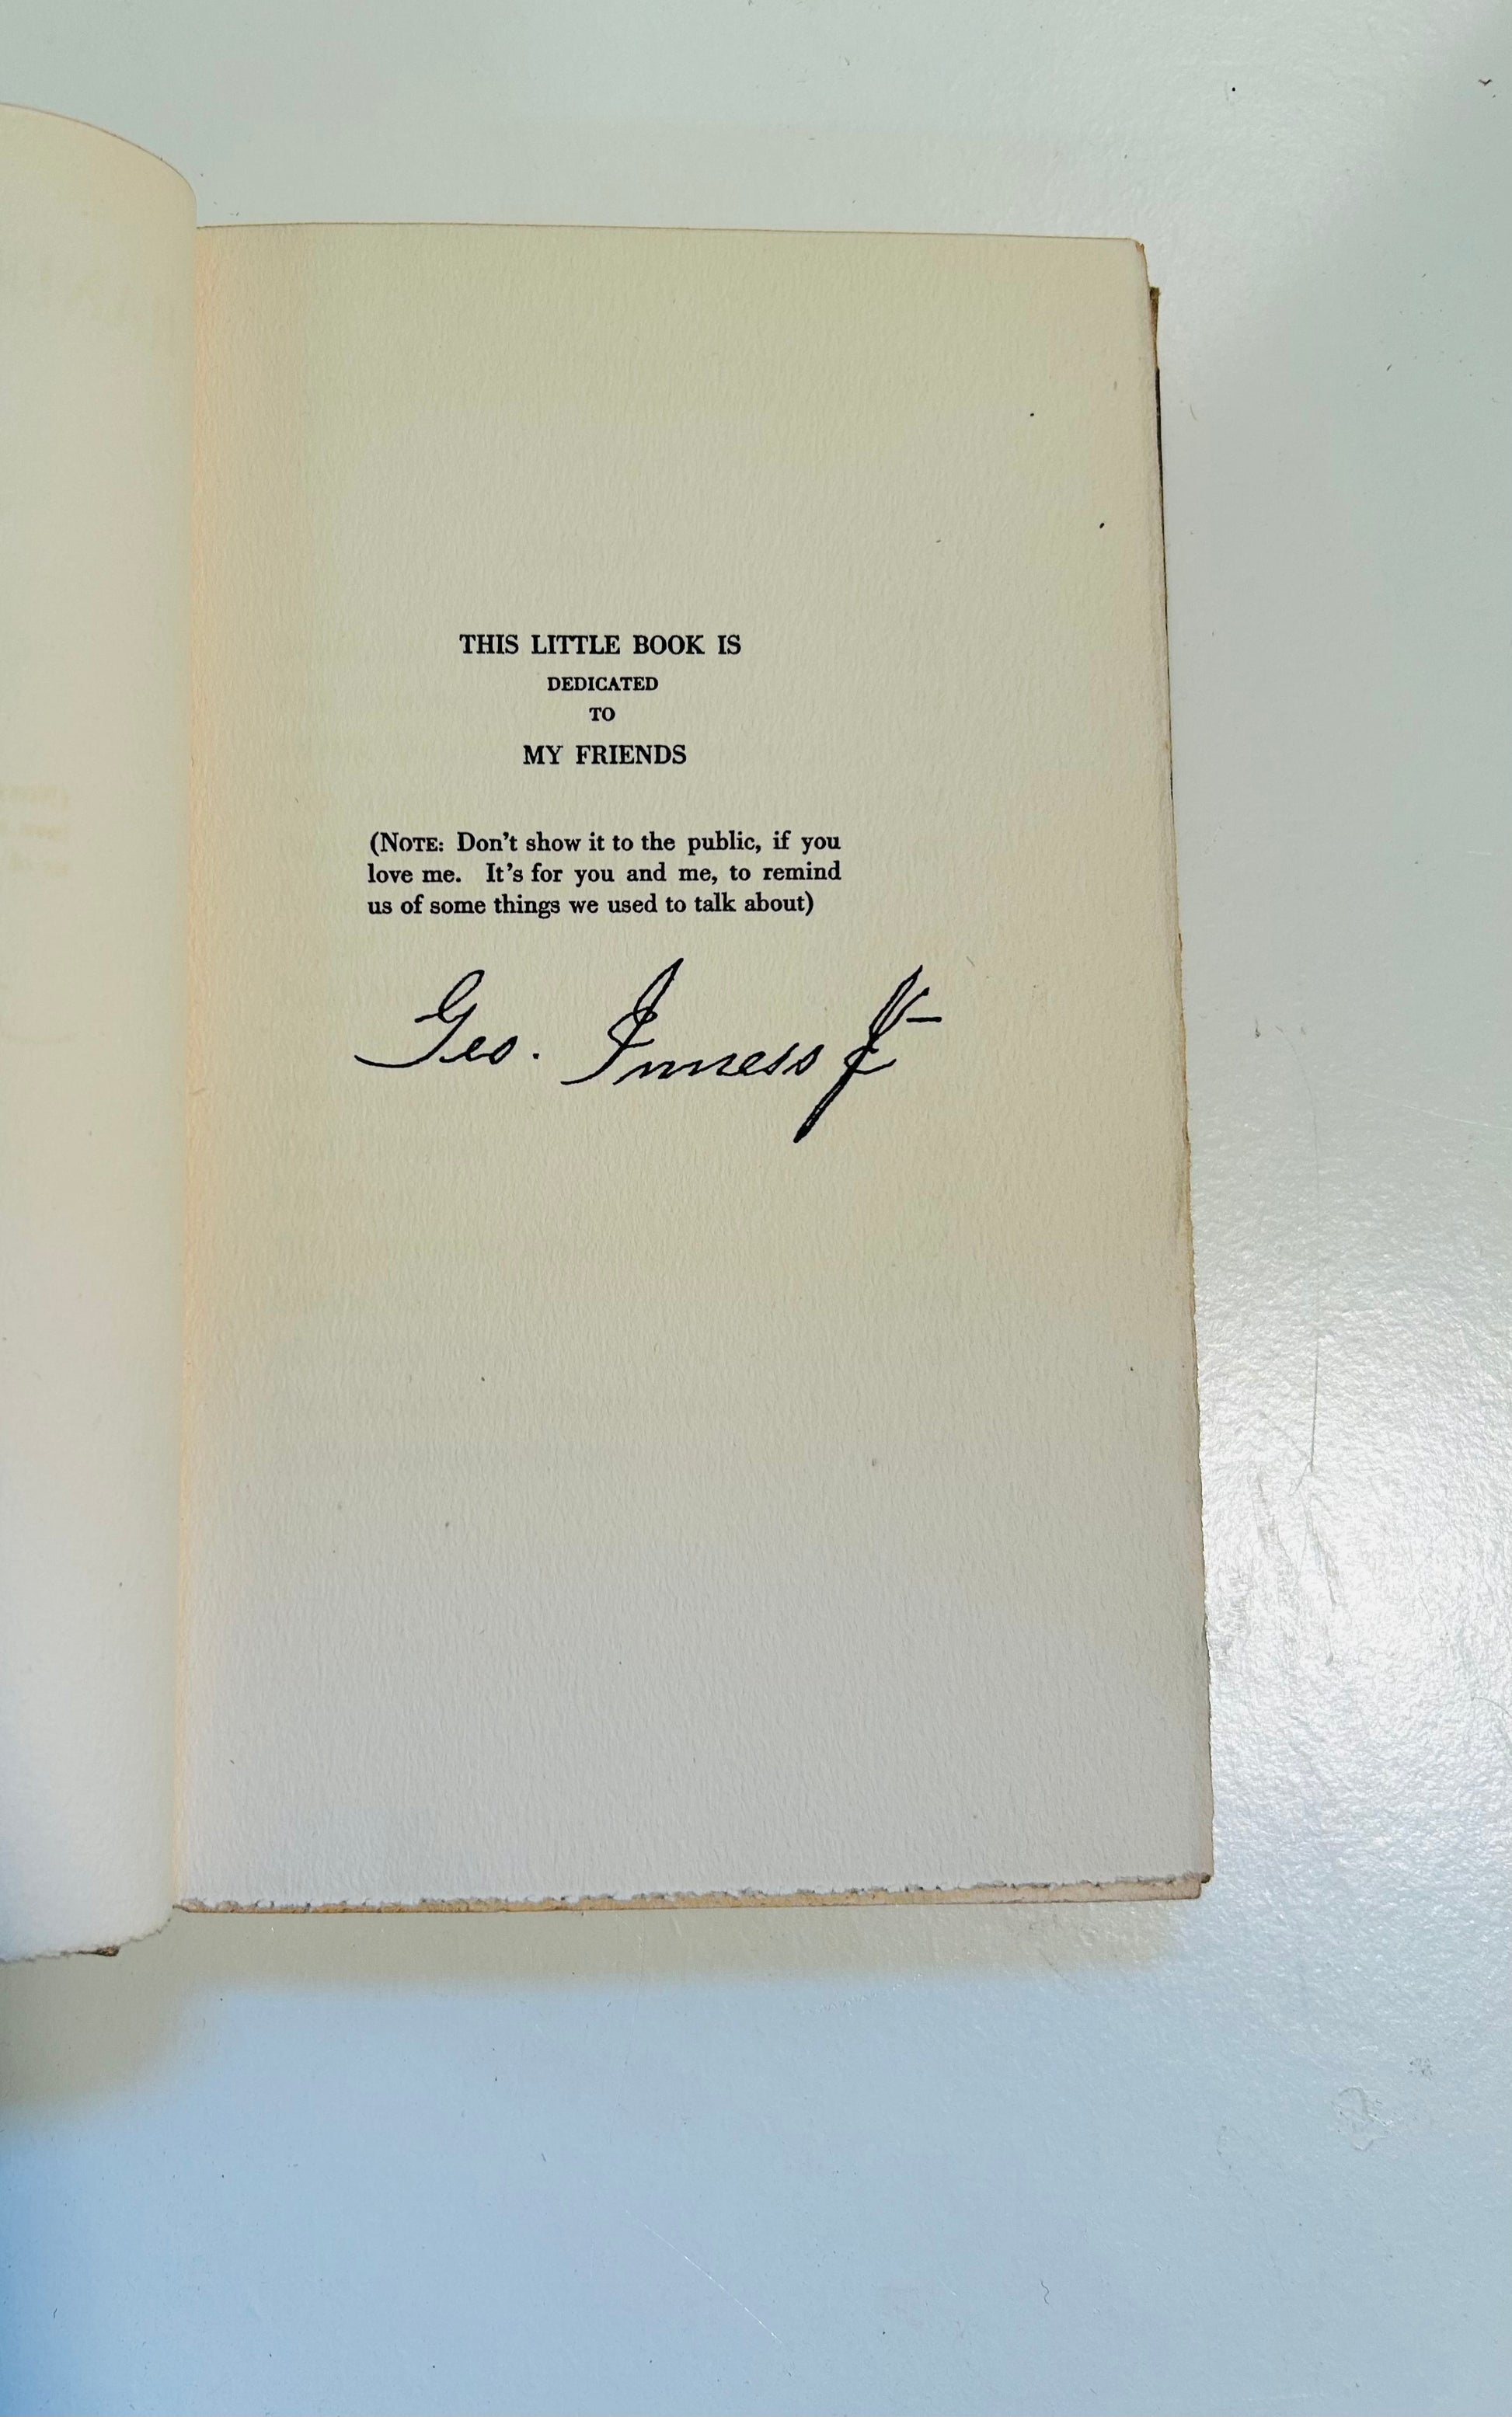 THIS LITTLE BOOK IS
DEDICATED
TO
MY FRIENDS
(NOTE: Don't show it to the public, if you
love me. It's for you and me, to remind
us of some things we used to talk about)
Geo. Inness Jr